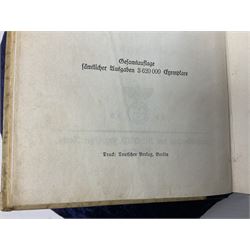 Gesamtauflage
sämtlicher Ausgaben 3 620 000 Exemplare
Druck: Deutscher Verlag, Berlin